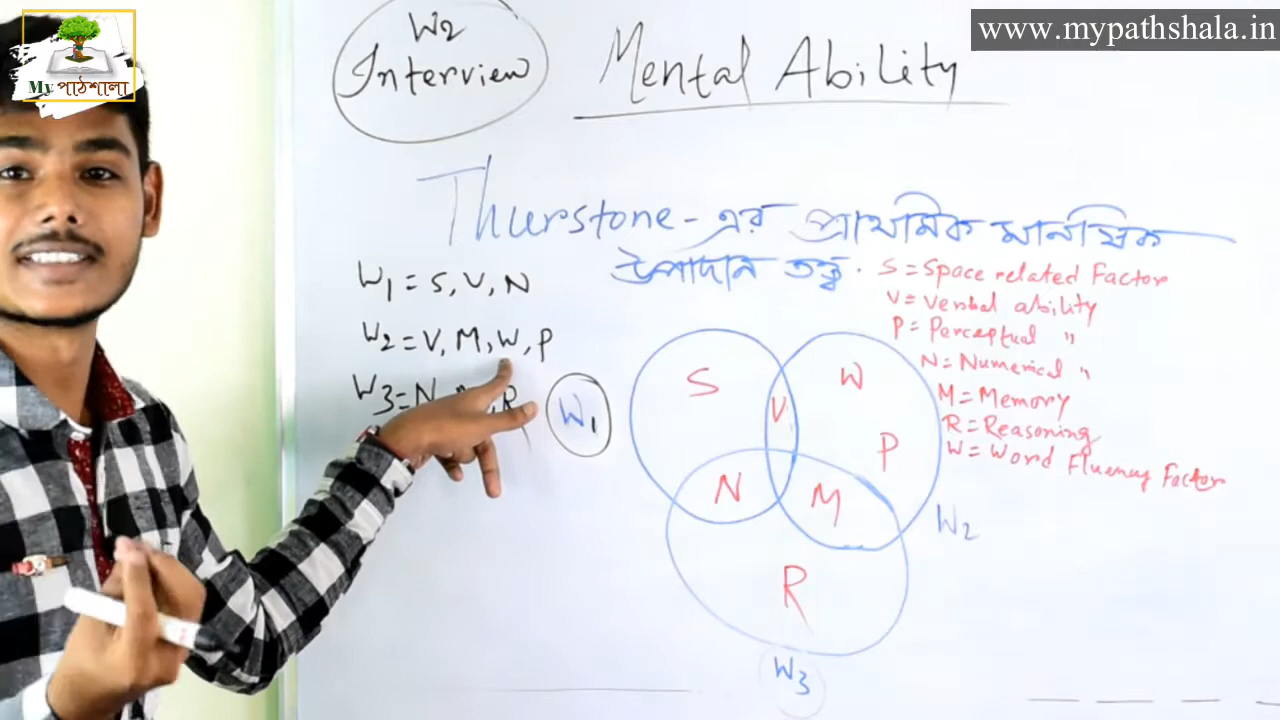 www.mypathshala.in
My পাঠশালা
W2
Interview
Mental Ability
Thurstone-এর প্রাথমিক মানসিক
উপাদান তত্ত্ব.
W1 = S, V, N
W2 = V, M, W, P
W3 = N, R
W1
S = Space related Factor
V = Verbal ability
P = Perceptual "
N = Numerical "
M = Memory
R = Reasoning
W = Word Fluency Factor
S
V
W
P
N
M
R
W2
W3